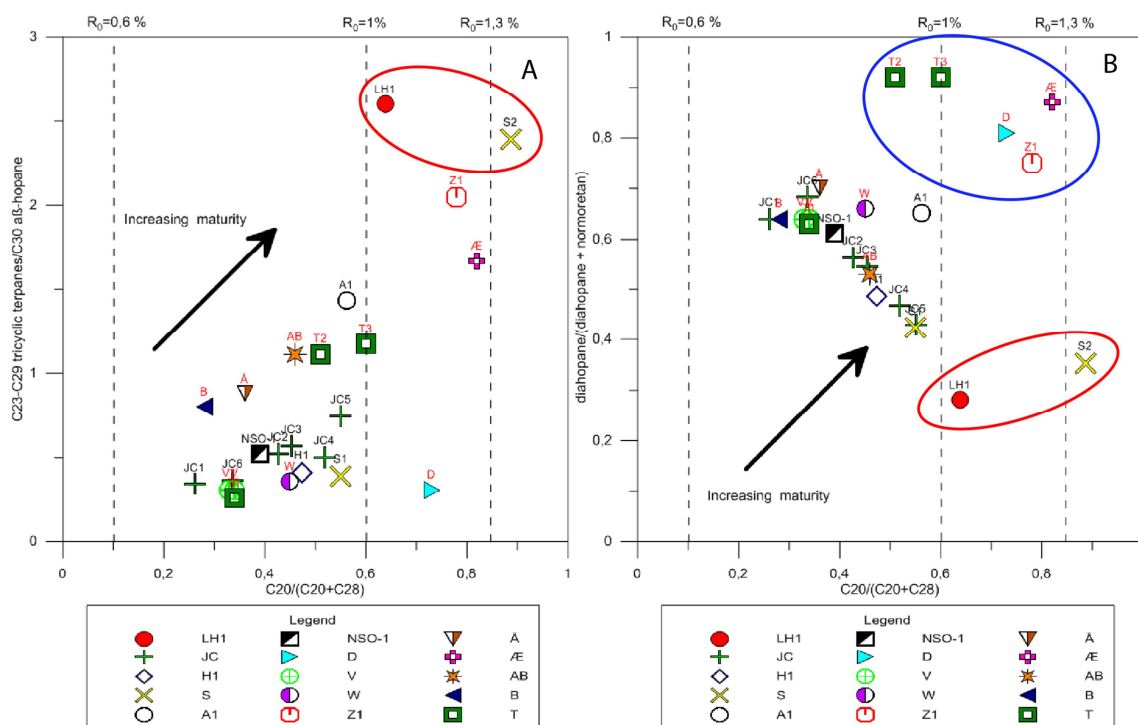 R₀=0,6 % R₀=1% R₀=1,3 %
A
3
2
1
0
LH1
S2
Z1
Increasing maturity
Æ
A1
T3
T2
AB
Å
B
JC5
JC3
JC2
NSO-1
JC4
H1
S1
W
JC1
JC6
V
D
0 0,2 0,4 0,6 0,8 1
C20/(C20+C28)
C23-C29 tricyclic terpanes/C30 aß-hopane
Legend
LH1 NSO-1 Å
JC D Æ
H1 V AB
S W B
A1 Z1 T
R₀=0,6 % R₀=1% R₀=1,3 %
B
1
0,8
0,6
0,4
0,2
0
T2 T3
Æ
D
Z1
Å
JC6
JC1 B
W
A1
NSO-1
JC2
JC3
AB
JC4
JC5
S2
LH1
Increasing maturity
0 0,2 0,4 0,6 0,8
C20/(C20+C28)
diahopane/(diahopane + normoretan)
Legend
LH1 NSO-1 Å
JC D Æ
H1 V AB
S W B
A1 Z1 T